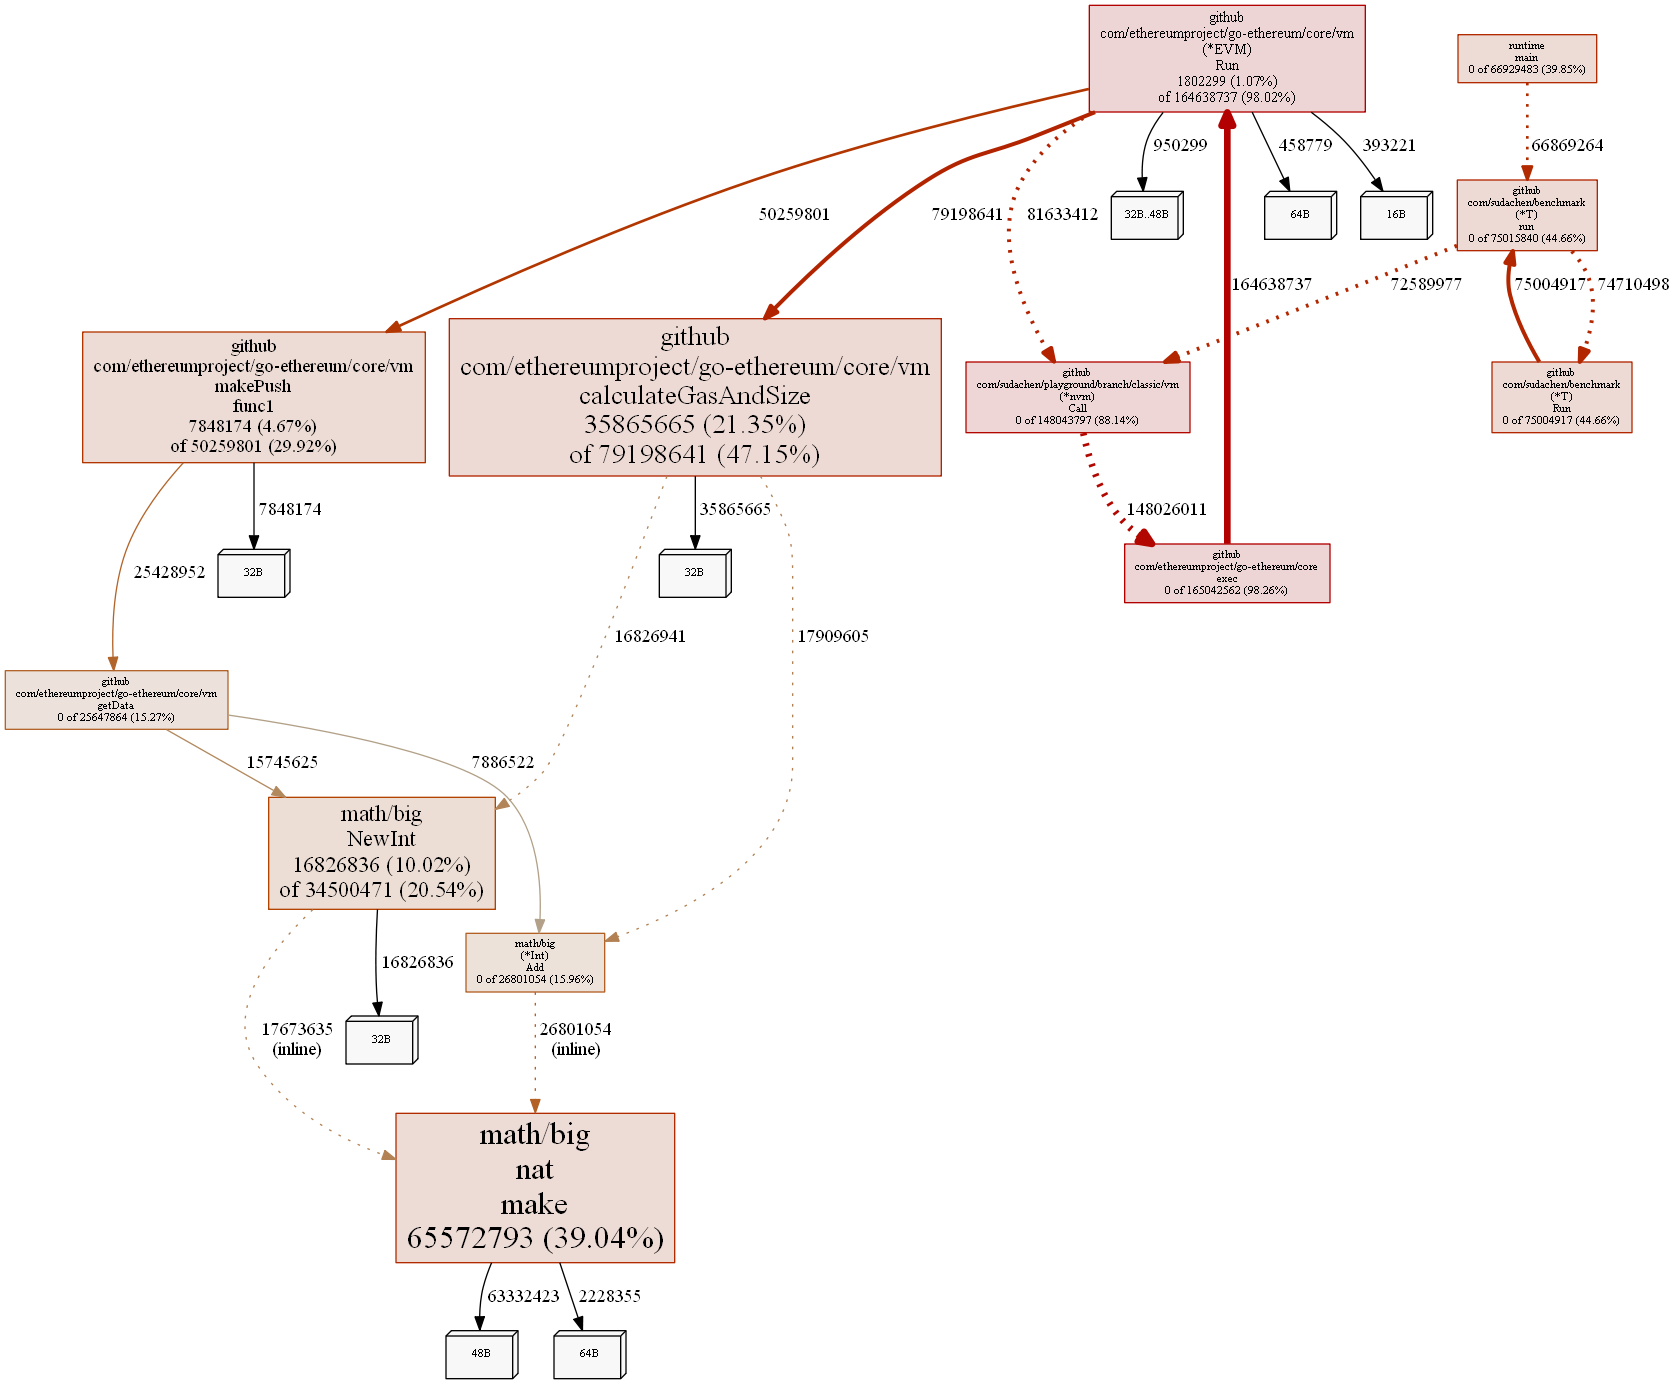 github
com/ethereumproject/go-ethereum/core/vm
(*EVM)
Run
1802299 (1.07%)
of 164638737 (98.02%)
runtime
main
0 of 66929483 (39.85%)
950299
458779
393221
66869264
32B..48B
64B
16B
github
com/sudachen/benchmark
(*T)
run
0 of 75015840 (44.66%)
50259801
79198641
81633412
164638737
72589977
75004917
74710498
github
com/ethereumproject/go-ethereum/core/vm
makePush
func1
7848174 (4.67%)
of 50259801 (29.92%)
github
com/ethereumproject/go-ethereum/core/vm
calculateGasAndSize
35865665 (21.35%)
of 79198641 (47.15%)
github
com/sudachen/playground/branch/classic/vm
(*nvm)
Call
0 of 148043797 (88.14%)
github
com/sudachen/benchmark
(*T)
Run
0 of 75004917 (44.66%)
7848174
35865665
148026011
25428952
32B
32B
github
com/ethereumproject/go-ethereum/core
exec
0 of 165042562 (98.26%)
16826941
17909605
github
com/ethereumproject/go-ethereum/core/vm
getData
0 of 25647864 (15.27%)
15745625
7886522
math/big
NewInt
16826836 (10.02%)
of 34500471 (20.54%)
16826836
math/big
(*Int)
Add
0 of 26801054 (15.96%)
17673635
(inline)
32B
26801054
(inline)
math/big
nat
make
65572793 (39.04%)
63332423
2228355
48B
64B